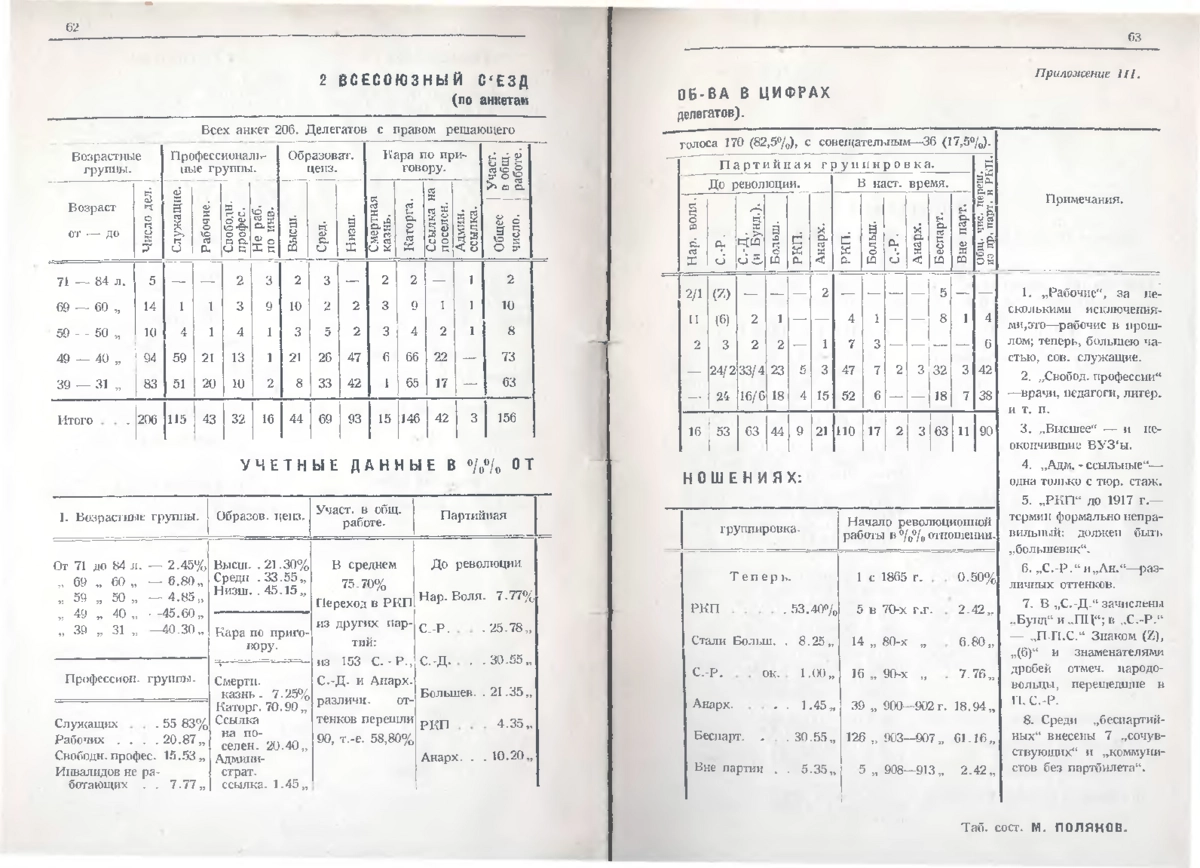 62
2 ВСЕСОЮЗНЫЙ С‘ЕЗД
(по анкетам
Всех анкет 206. Делегатов с правом решающего
Возрастные группы.
Профессиональные группы.
Образоват. ценз.
Кара по приговору.
Участ. в общ. работе.
Возраст
от — до
Число дел.
Служащие.
Рабочие.
Свободн. профес.
Не раб. по инв.
Высш.
Сред.
Низш.
Смертная казнь.
Каторга.
Ссылка на поселен.
Админ. ссылка.
Общее число.
71 — 84 л. 5 — — 2 3 2 3 — 2 2 — 1 2
69 — 60 „ 14 1 1 3 9 10 2 2 3 9 1 1 10
59 - - 50 „ 10 4 1 4 1 3 5 2 3 4 2 1 8
49 — 40 „ 94 59 21 13 1 21 26 47 6 66 22 — 73
39 — 31 „ 83 51 20 10 2 8 33 42 1 65 17 — 63
Итого . . . 206 115 43 32 16 44 69 93 15 146 42 3 156
УЧЕТНЫЕ ДАННЫЕ В %% ОТ
1. Возрастные группы.
От 71 до 84 л. — 2.45%
„ 69 „ 60 „ — 6.80„
„ 59 „ 50 „ — 4.85„
„ 49 „ 40 „ - -45.60„
„ 39 „ 31 „ —40.30„
Профессион. группы.
Служащих . . . 55 83%
Рабочих . . . . 20.87„
Свободн. профес. 15.53„
Инвалидов не ра-
ботающих . . 7.77„
Образов. ценз.
Высш. . 21.30%
Средн . 33.55„
Низш. . 45.15„
Кара по приго-
вору.
Смертн.
казнь - 7.25%
Каторг. 70.90„
Ссылка
на по-
селен. 20.40„
Админи-
страт.
ссылка. 1.45„
Участ. в общ.
работе.
В среднем
75.70%
Переход в РКП
из других пар-
тий:
из 153 С. - Р.,
С.-Д. и Анарх.
различн. от-
тенков перешли
90, т.-е. 58,80%
Партийная
До революции
Нар. Воля. 7.77%
С.-Р. . . . 25.78„
С.-Д. . . . 30.55„
Большев. . 21.35„
РКП . . . 4.35„
Анарх. . . 10.20„
63
Приложение III.
ОБ-ВА В ЦИФРАХ
делегатов).
голоса 170 (82,5%), с совещательным—36 (17,5%).
Партийная группировка.
До революции.
В наст. время.
Нар. воля.
С.-Р.
С.-Д. (и Бунд.).
Больш.
РКП.
Анарх.
РКП.
Больш.
С.-Р.
Анарх.
Беспарт.
Вне парт.
Общ. чис. переш. из др. парт. в РКП.
Примечания.
2/1 (Z) — — — 2 — — — — 5 — —
11 (6) 2 1 — — 4 1 — — 8 1 4
2 3 2 2 — 1 7 3 — — — — 6
— 24/2 33/4 23 5 3 47 7 2 3 32 3 42
— 24 16/6 18 4 15 52 6 — — 18 7 38
16 53 63 44 9 21 110 17 2 3 63 11 90
1. „Рабочие“, за не-
сколькими исключения-
ми,это—рабочие в прош-
лом; теперь, большею ча-
стью, сов. служащие.
2. „Свобод. профессии“
—врачи, педагоги, литер.
и т. п.
3. „Высшее“ — и не-
окончившие ВУЗ‘ы.
4. „Адм. - ссыльные“—
одна только с тюр. стаж.
5. „РКП“ до 1917 г.—
термин формально непра-
вильный: должен быть
„большевик“.
6. „С.-Р.“ и „Ан.“—раз-
личных оттенков.
7. В „С.-Д.“ зачислены
„Бунд“ и „ПЦ“; в „С.-Р.“
— „П.П.С.“ Знаком (Z),
„(б)“ и знаменателями
дробей отмеч. народо-
вольцы, перешедшие в
П. С.-Р.
8. Среди „беспартий-
ных“ внесены 7 „сочув-
ствующих“ и „коммуни-
стов без партбилета“.
НОШЕНИЯХ:
группировка.
Теперь.
РКП . . . . . 53.40%
Стали Больш. . 8.25„
С.-Р. . . ок. 1.00„
Анарх. . . . . 1.45„
Беспарт. . . . 30.55„
Вне партии . . 5.35„
Начало революционной
работы в %% отношении.
1 с 1865 г. . . 0.50%
5 в 70-х г.г. . 2.42„
14 „ 80-х „ . 6.80„
16 „ 90-х „ . 7.76„
39 „ 900—902 г. 18.94„
126 „ 903—907„ 61.16„
5 „ 908—913„ 2.42„
Таб. сост. М. ПОЛЯКОВ.